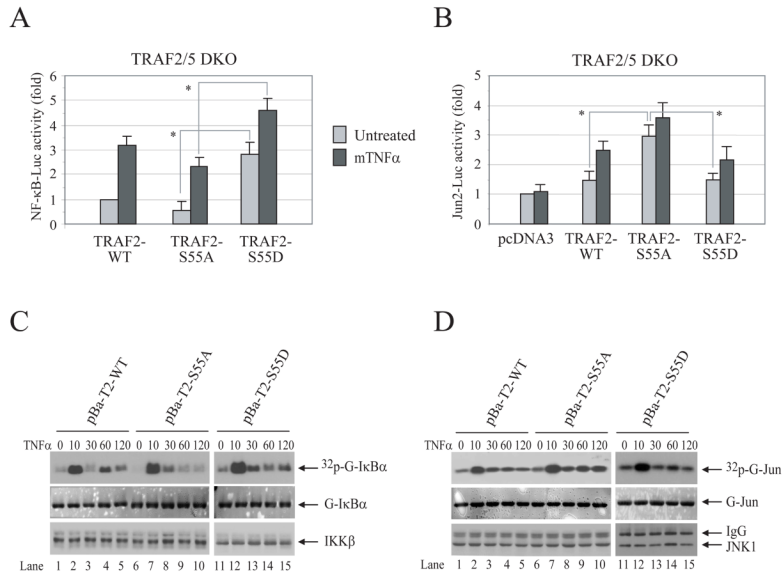 A
TRAF2/5 DKO
NF-κB-Luc activity (fold)
6
5
4
3
2
1
0
*
*
TRAF2-WT
TRAF2-S55A
TRAF2-S55D
Untreated
mTNFα
B
TRAF2/5 DKO
Jun2-Luc activity (fold)
5
4
3
2
1
0
*
*
pcDNA3
TRAF2-WT
TRAF2-S55A
TRAF2-S55D
C
pBa-T2-WT
pBa-T2-S55A
pBa-T2-S55D
TNFα 0 10 30 60 120 0 10 30 60 120 0 10 30 60 120
32p-G-IκBα
G-IκBα
IKKβ
Lane 1 2 3 4 5 6 7 8 9 10 11 12 13 14 15
D
pBa-T2-WT
pBa-T2-S55A
pBa-T2-S55D
TNFα 0 10 30 60 120 0 10 30 60 120 0 10 30 60 120
32p-G-Jun
G-Jun
IgG
JNK1
Lane 1 2 3 4 5 6 7 8 9 10 11 12 13 14 15